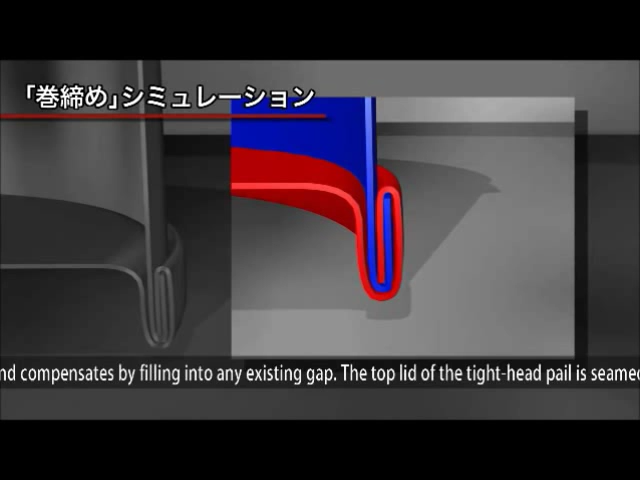 「巻締め」シミュレーション
nd compensates by filling into any existing gap. The top lid of the tight-head pail is seamed